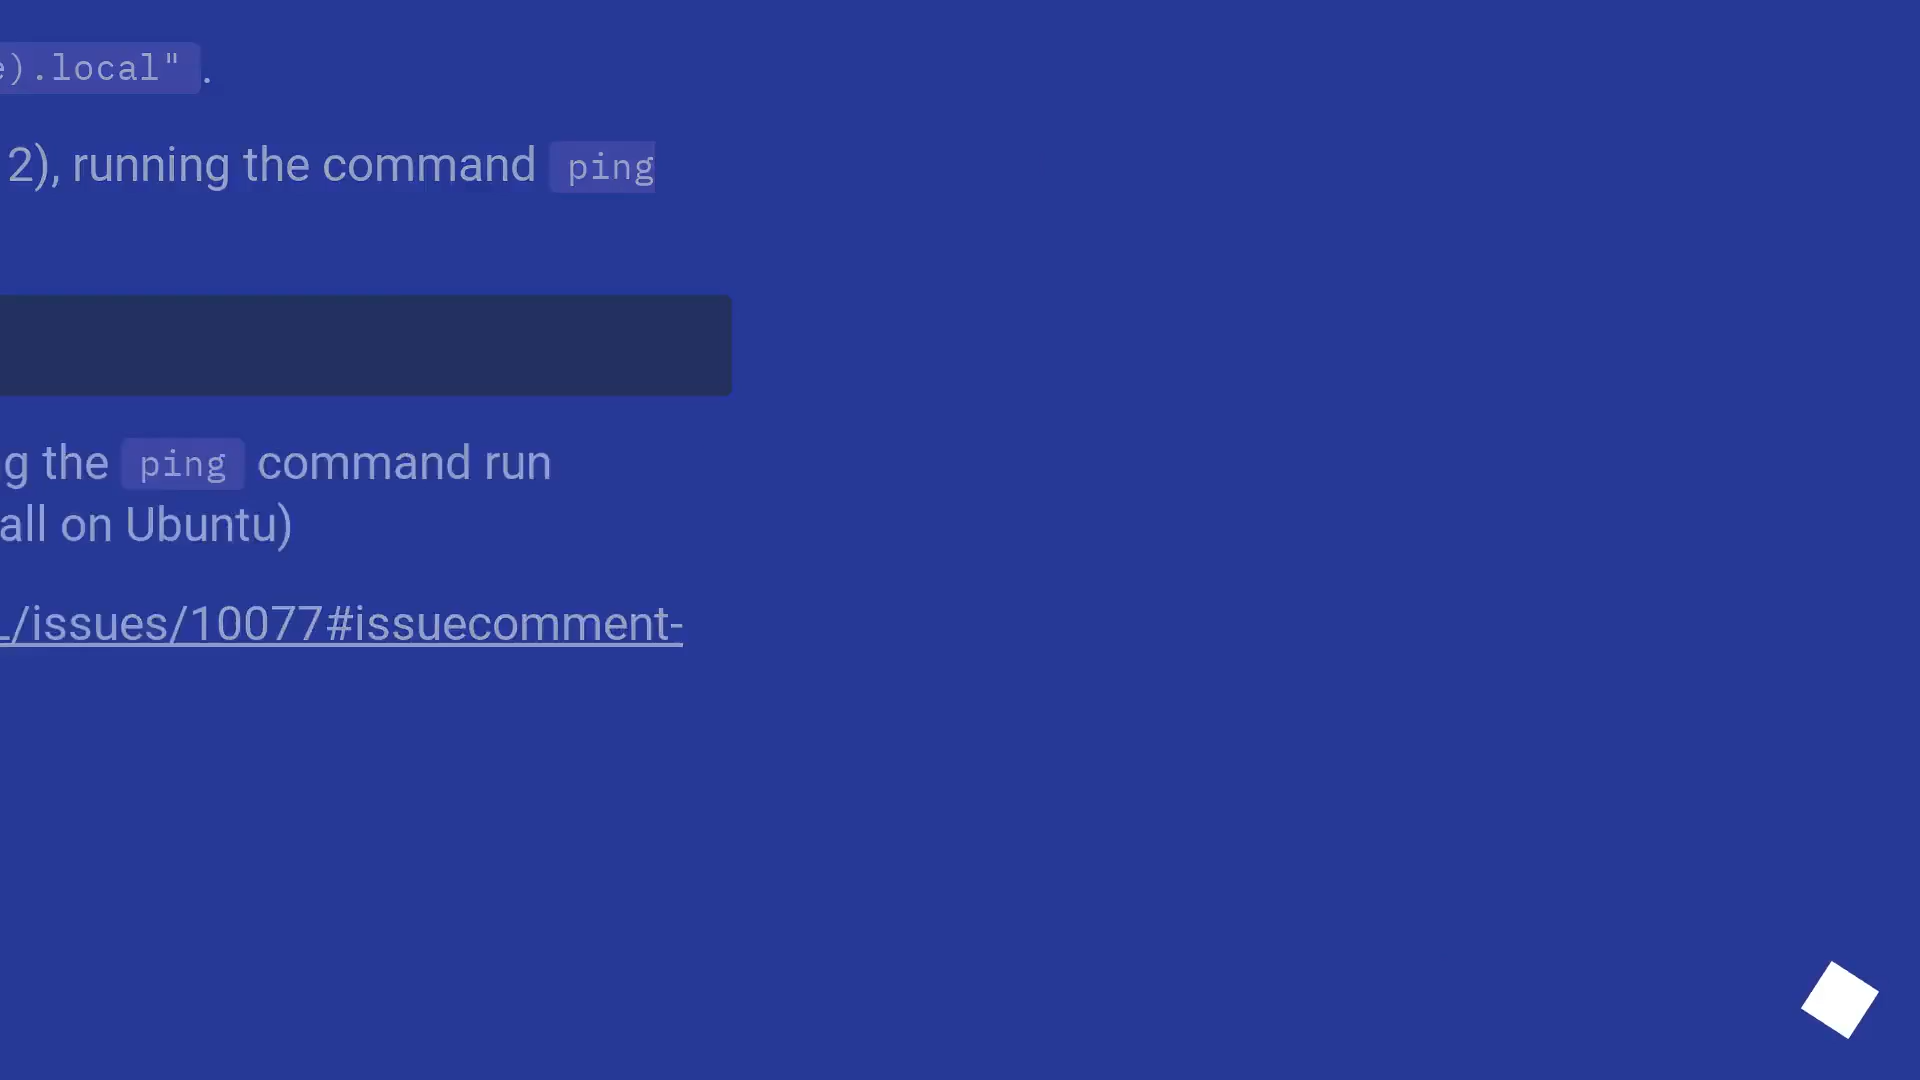 e).local" .
2), running the command ping
g the ping command run
all on Ubuntu)
/issues/10077#issuecomment-